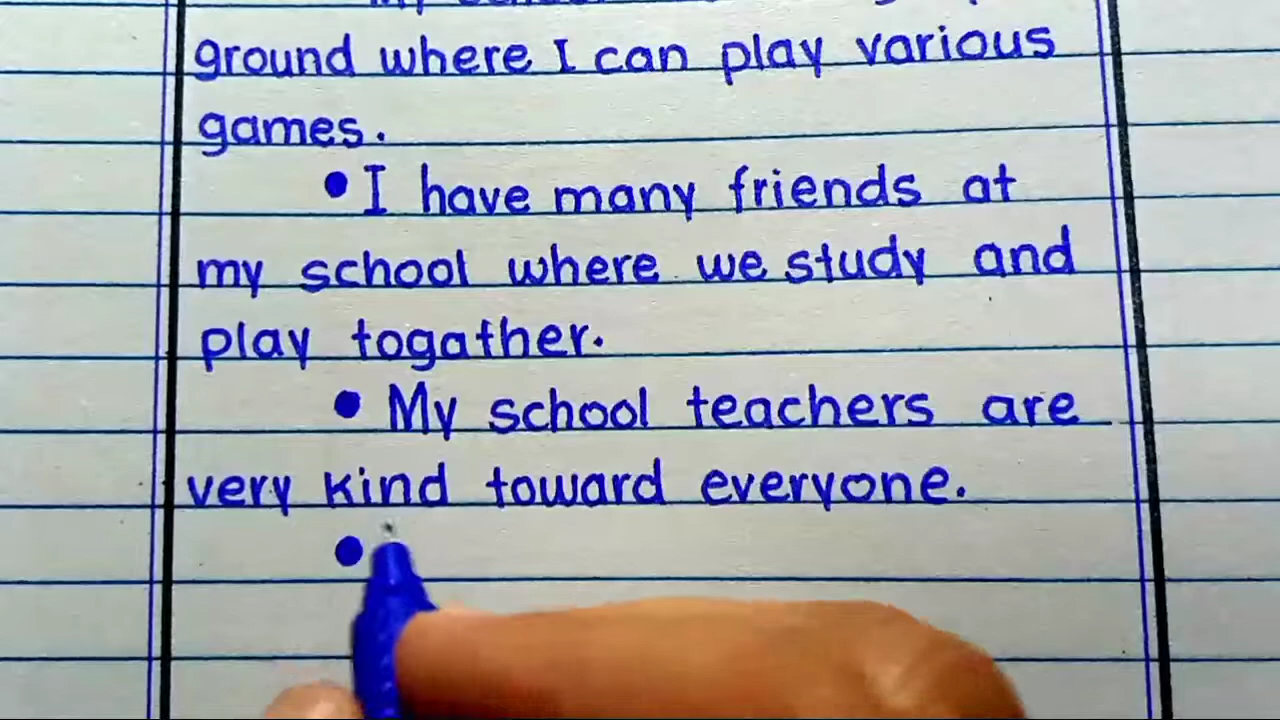 ground where I can play various
games.
• I have many friends at
my school where we study and
play togather.
• My school teachers are
very kind toward everyone.
•